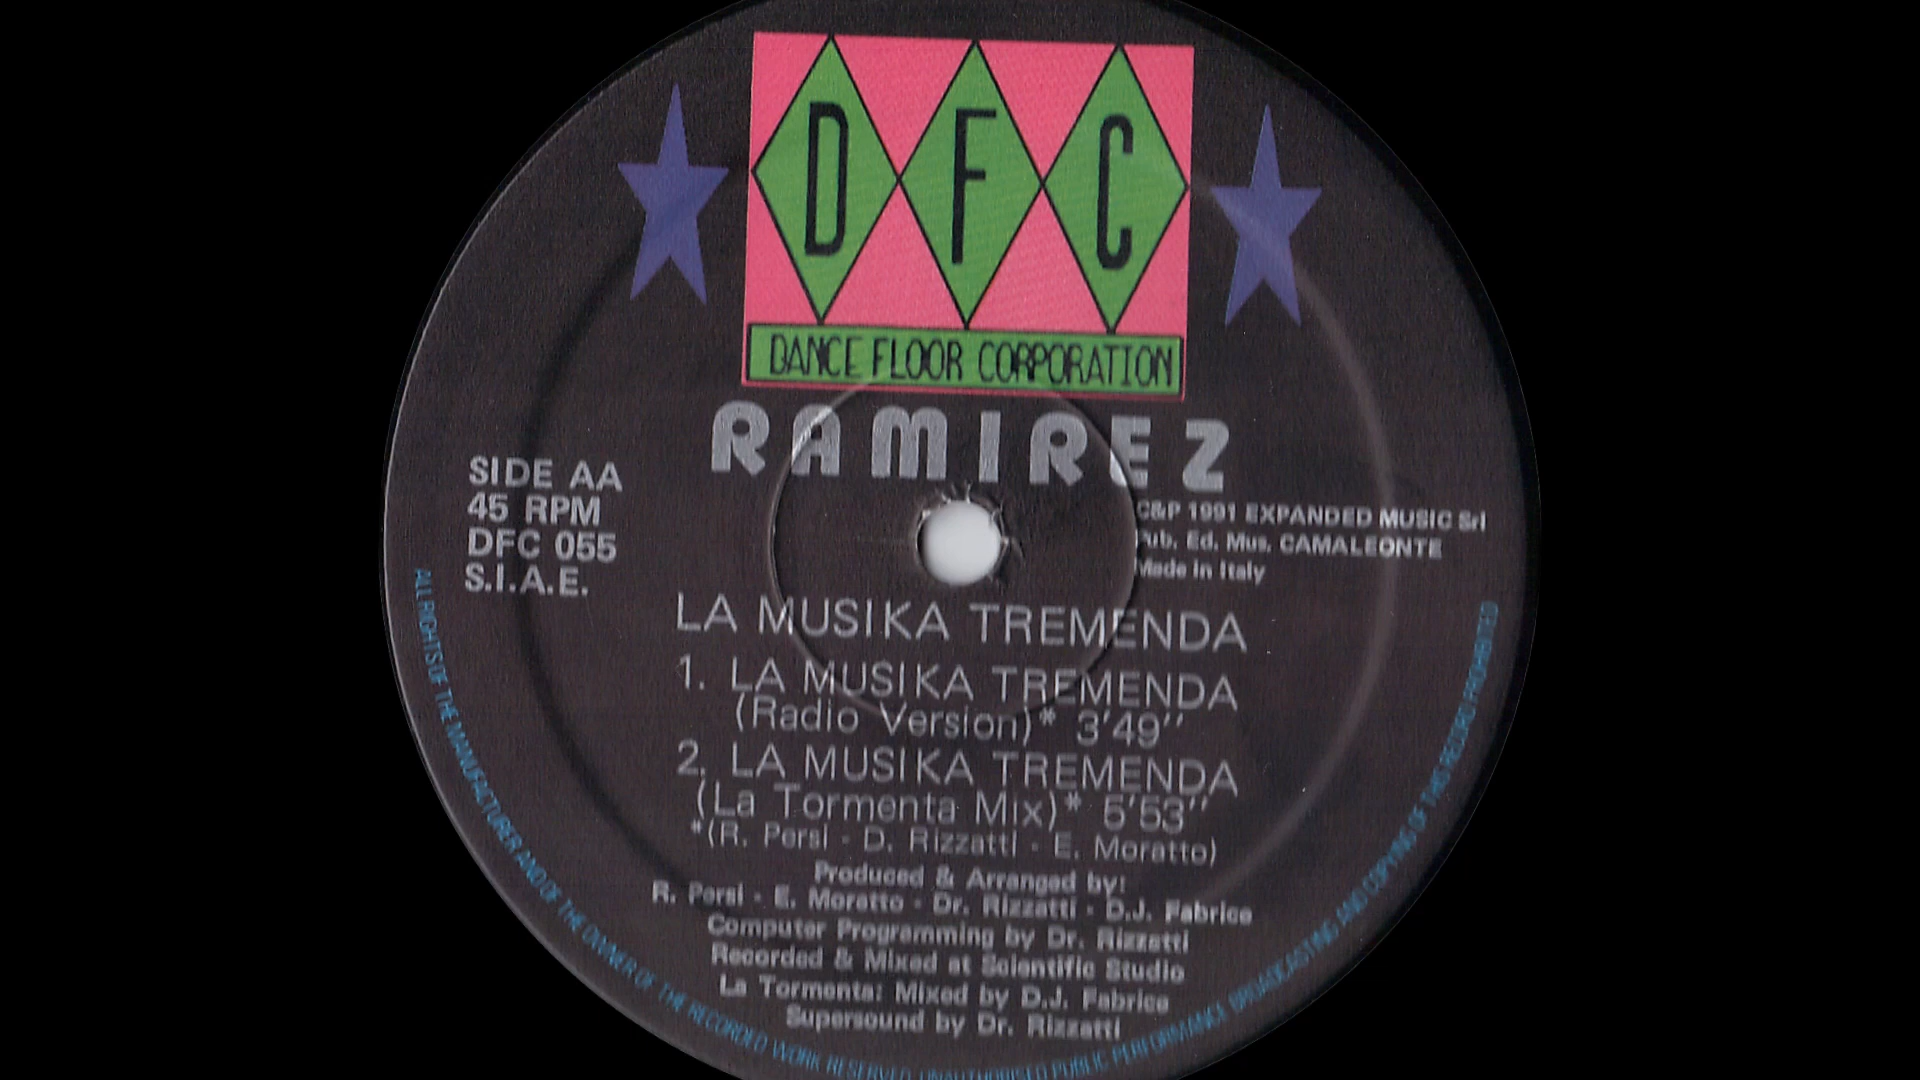 D F C
DANCE FLOOR CORPORATION
RAMIREZ
SIDE AA
45 RPM
DFC 055
S.I.A.E.
C&P 1991 EXPANDED MUSIC Srl
Pub. Ed. Mus. CAMALEONTE
Made in Italy
LA MUSIKA TREMENDA
1. LA MUSIKA TREMENDA
(Radio Version)* 3'49''
2. LA MUSIKA TREMENDA
(La Tormenta Mix)* 5'53''
*(R. Persi - D. Rizzatti - E. Moratto)
Produced & Arranged by:
R. Persi - E. Moratto - Dr. Rizzatti - D.J. Fabrice
Computer Programming by Dr. Rizzatti
Recorded & Mixed at Scientific Studio
La Tormenta: Mixed by D.J. Fabrice
Supersound by Dr. Rizzatti
ALL RIGHTS OF THE MANUFACTURER AND OF THE OWNER OF THE RECORDED WORK RESERVED. UNAUTHORISED PUBLIC PERFORMANCE BROADCASTING AND COPYING OF THIS RECORD PROHIBITED